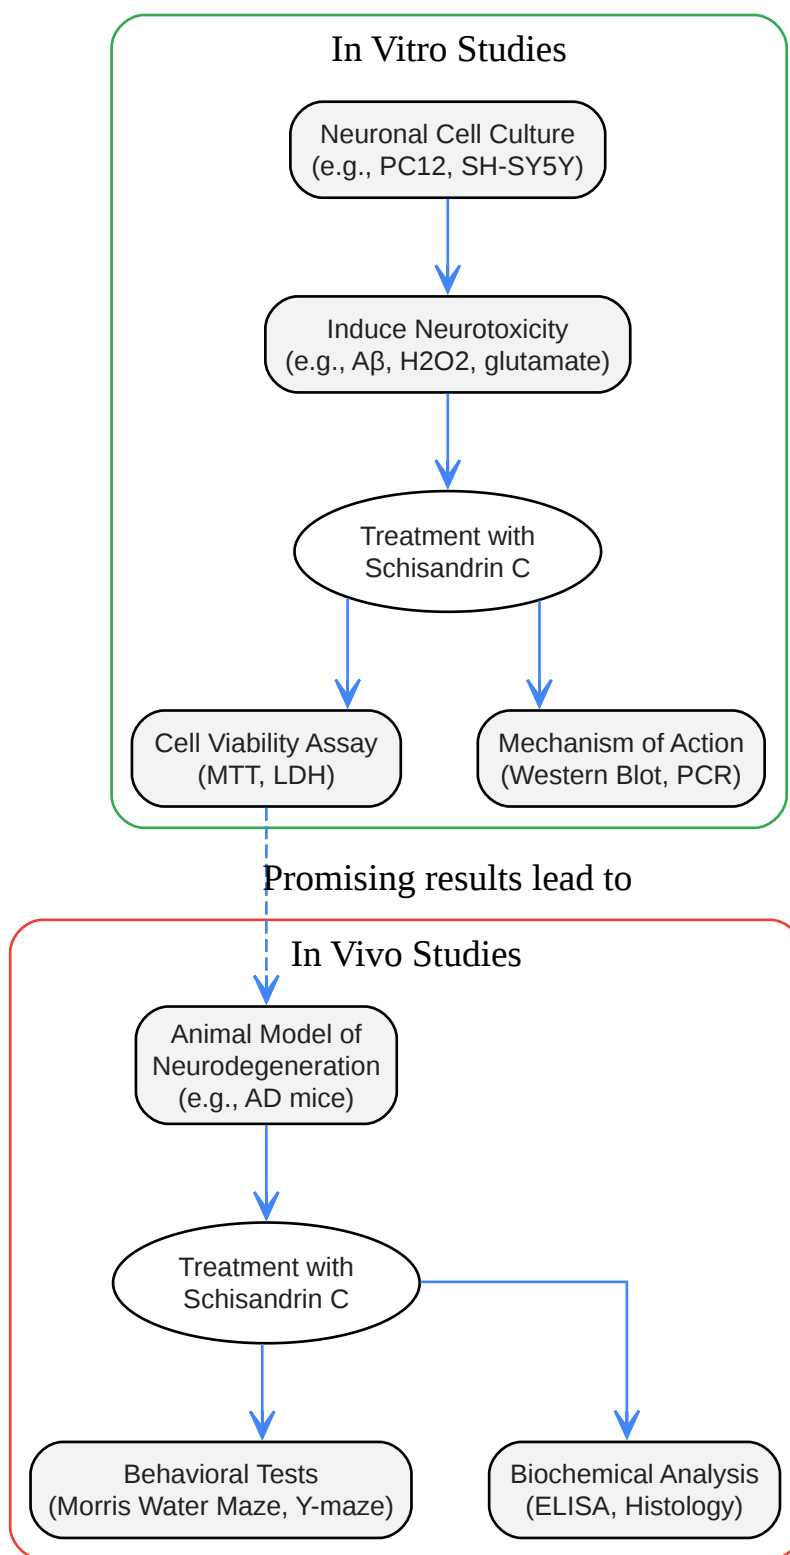 In Vitro Studies
Neuronal Cell Culture
(e.g., PC12, SH-SY5Y)
Induce Neurotoxicity
(e.g., Aβ, H2O2, glutamate)
Treatment with
Schisandrin C
Cell Viability Assay
(MTT, LDH)
Mechanism of Action
(Western Blot, PCR)
Promising results lead to
In Vivo Studies
Animal Model of
Neurodegeneration
(e.g., AD mice)
Treatment with
Schisandrin C
Behavioral Tests
(Morris Water Maze, Y-maze)
Biochemical Analysis
(ELISA, Histology)